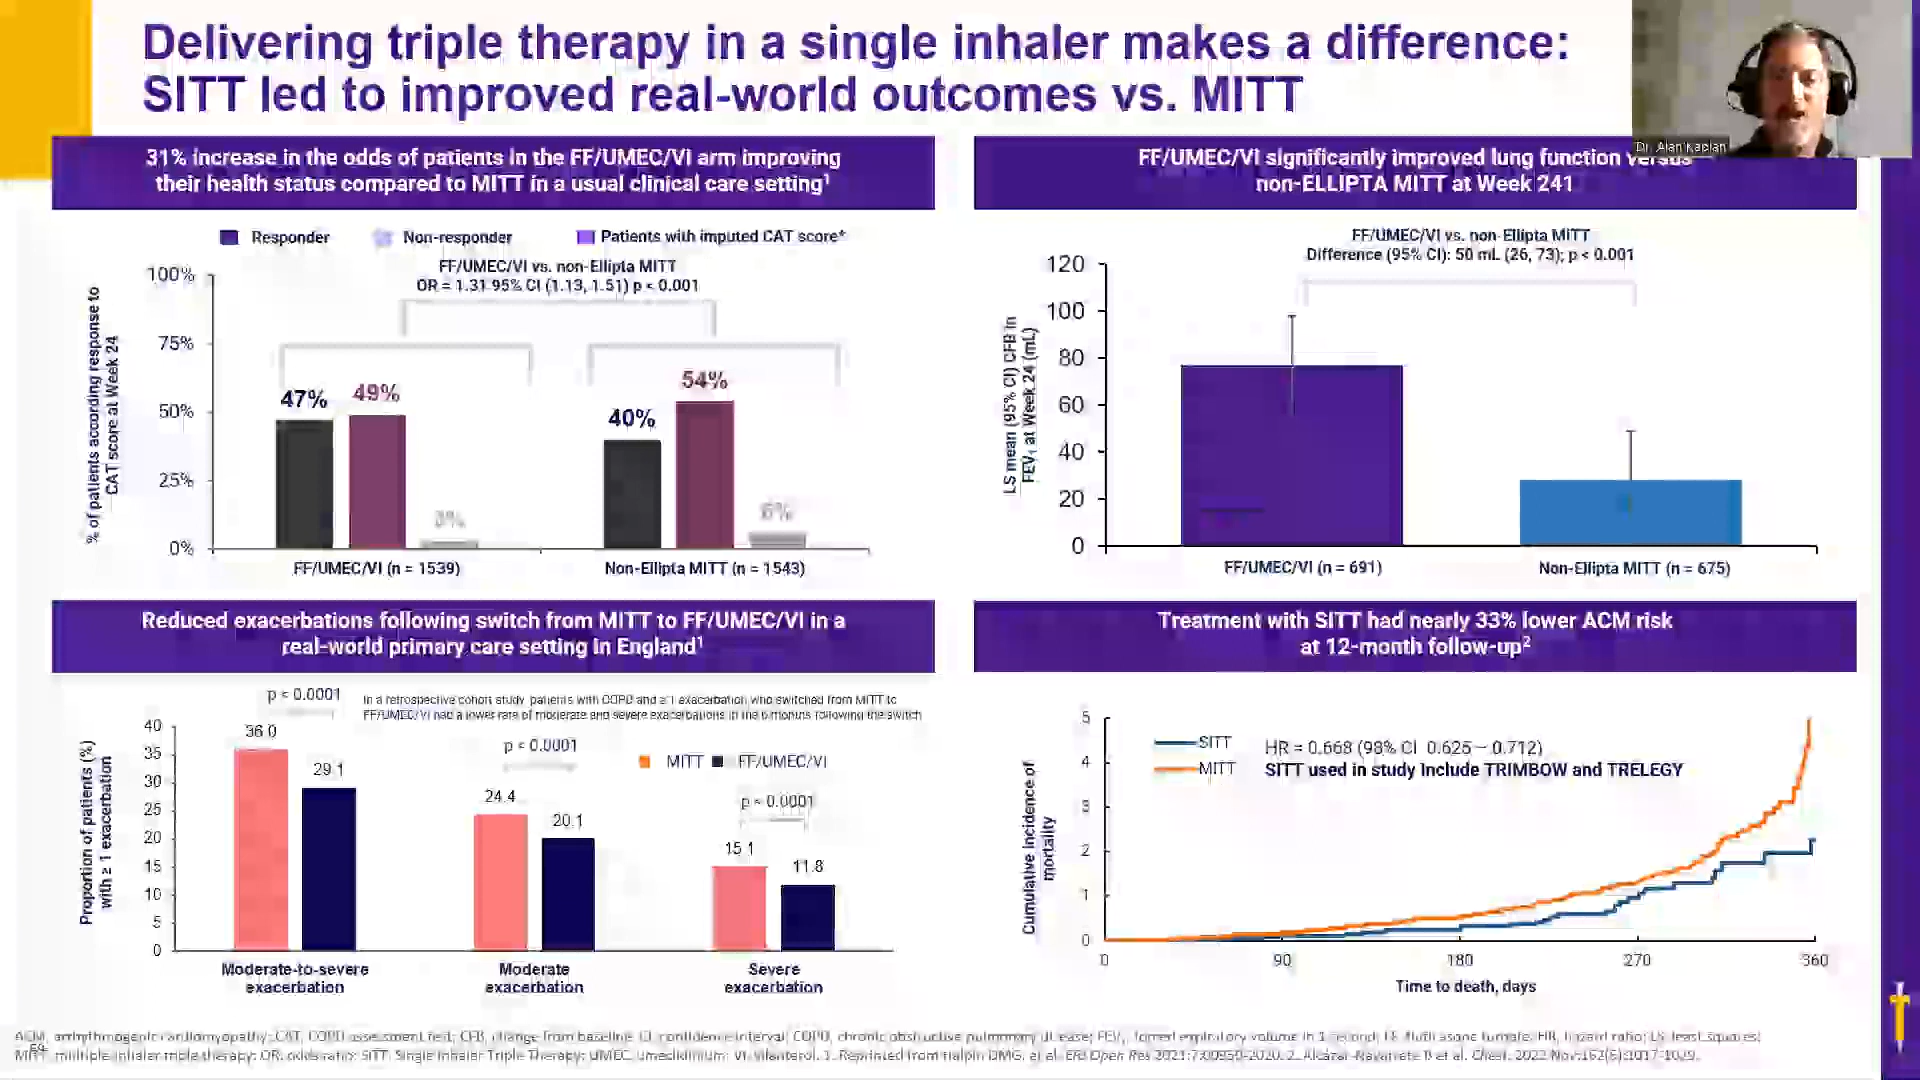 Delivering triple therapy in a single inhaler makes a difference:
SITT led to improved real-world outcomes vs. MITT
Dr. Alan Kaplan
31% increase in the odds of patients in the FF/UMEC/VI arm improving
their health status compared to MITT in a usual clinical care setting¹
Responder
Non-responder
Patients with imputed CAT score*
FF/UMEC/VI vs. non-Ellipta MITT
OR = 1.31 95% CI (1.13, 1.51) p < 0.001
% of patients according response to
CAT score at Week 24
100%
75%
50%
25%
0%
47%
49%
3%
40%
54%
6%
FF/UMEC/VI (n = 1539)
Non-Ellipta MITT (n = 1543)
FF/UMEC/VI significantly improved lung function versus
non-ELLIPTA MITT at Week 241
FF/UMEC/VI vs. non-Ellipta MITT
Difference (95% CI): 50 mL (26, 73); p < 0.001
LS mean (95% CI) CFB in
FEV₁ at Week 24 (mL)
120
100
80
60
40
20
0
FF/UMEC/VI (n = 691)
Non-Ellipta MITT (n = 675)
Reduced exacerbations following switch from MITT to FF/UMEC/VI in a
real-world primary care setting in England¹
p < 0.0001
In a retrospective cohort study, patients with COPD and ≥ 1 exacerbation who switched from MITT to
FF/UMEC/VI had a lower rate of moderate and severe exacerbations in the 6 months following the switch
Proportion of patients (%)
with ≥ 1 exacerbation
40
35
30
25
20
15
10
5
0
36.0
29.1
p < 0.0001
24.4
20.1
MITT
FF/UMEC/VI
p < 0.0001
15.1
11.8
Moderate-to-severe
exacerbation
Moderate
exacerbation
Severe
exacerbation
Treatment with SITT had nearly 33% lower ACM risk
at 12-month follow-up²
SITT
MITT
HR = 0.668 (98% CI 0.625 – 0.712)
SITT used in study Include TRIMBOW and TRELEGY
Cumulative incidence of
mortality
5
4
3
2
1
0
0
90
180
270
360
Time to death, days
ACM, arrhythmogenic cardiomyopathy; CAT, COPD assessment test; CFB, change from baseline; CI, confidence interval; COPD, chronic obstructive pulmonary disease; FEV₁, forced expiratory volume in 1 second; FF, fluticasone furoate; HR, hazard ratio; LS, least squares;
MITT, multiple inhaler triple therapy; OR, odds ratio; SITT, Single Inhaler Triple Therapy; UMEC, umeclidinium; VI, vilanterol. 1. Reprinted from Halpin DMG, et al. ERJ Open Res 2021;7:00950-2020. 2. Alcázar-Navarrete B et al. Chest. 2022 Nov;162(5):1017-1029.